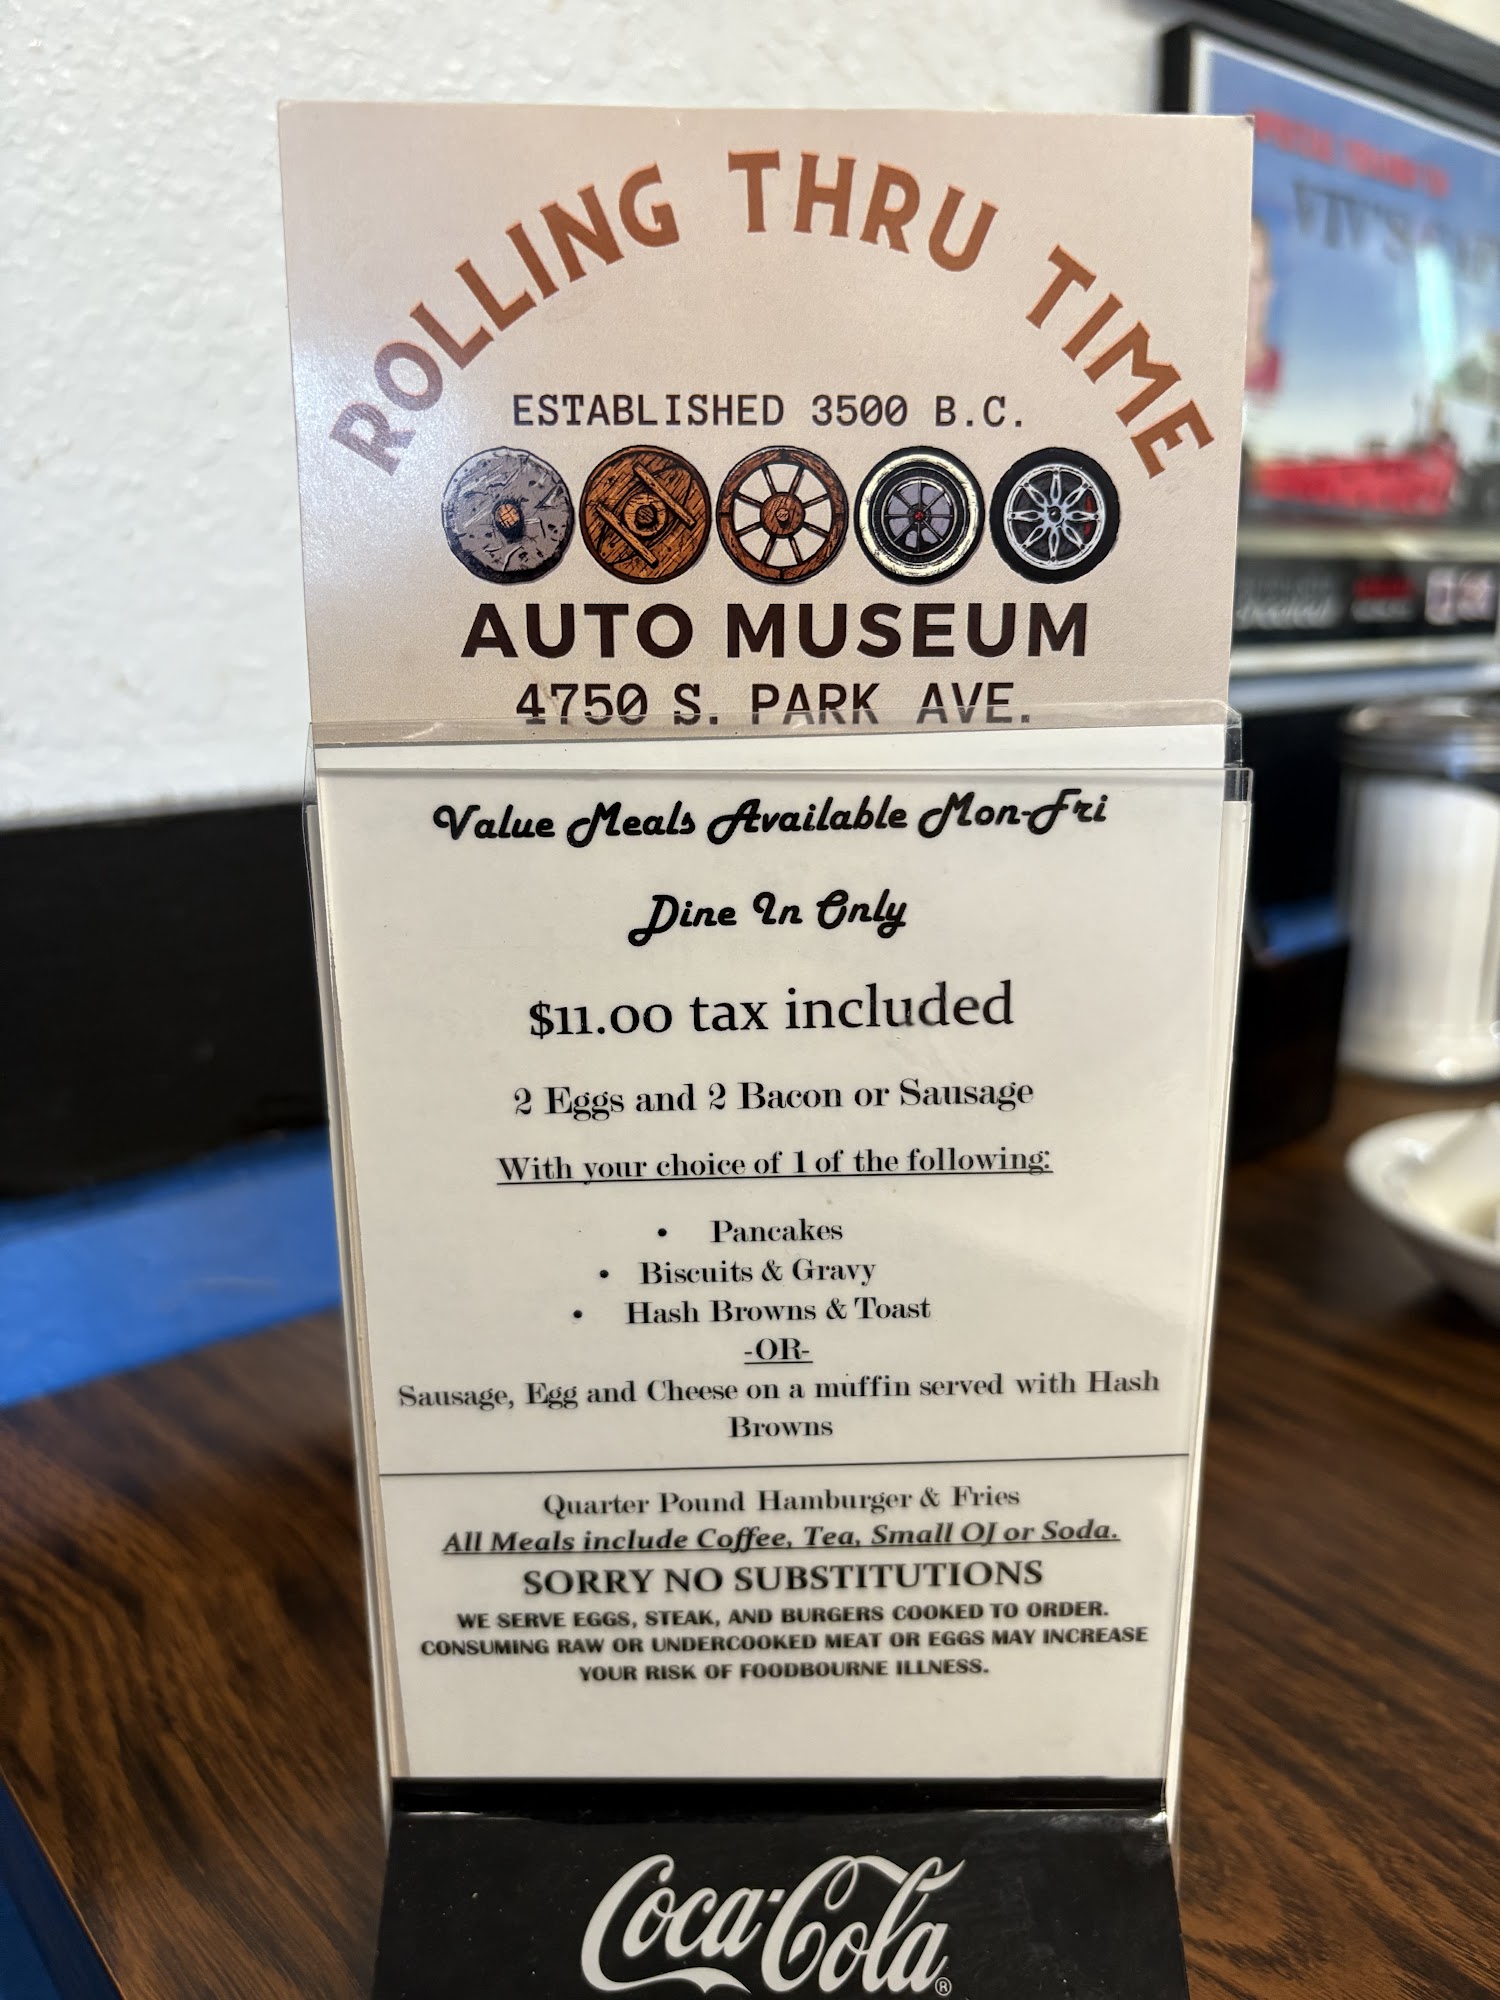 ROLLING THRU TIME
ESTABLISHED 3500 B.C.
AUTO MUSEUM
4750 S. PARK AVE.
Value Meals Available Mon-Fri
Dine In Only
$11.00 tax included
2 Eggs and 2 Bacon or Sausage
With your choice of 1 of the following:
• Pancakes
• Biscuits & Gravy
• Hash Browns & Toast
-OR-
Sausage, Egg and Cheese on a muffin served with Hash
Browns
Quarter Pound Hamburger & Fries
All Meals include Coffee, Tea, Small OJ or Soda.
SORRY NO SUBSTITUTIONS
WE SERVE EGGS, STEAK, AND BURGERS COOKED TO ORDER.
CONSUMING RAW OR UNDERCOOKED MEAT OR EGGS MAY INCREASE
YOUR RISK OF FOODBOURNE ILLNESS.
Coca-Cola®
VIV'S